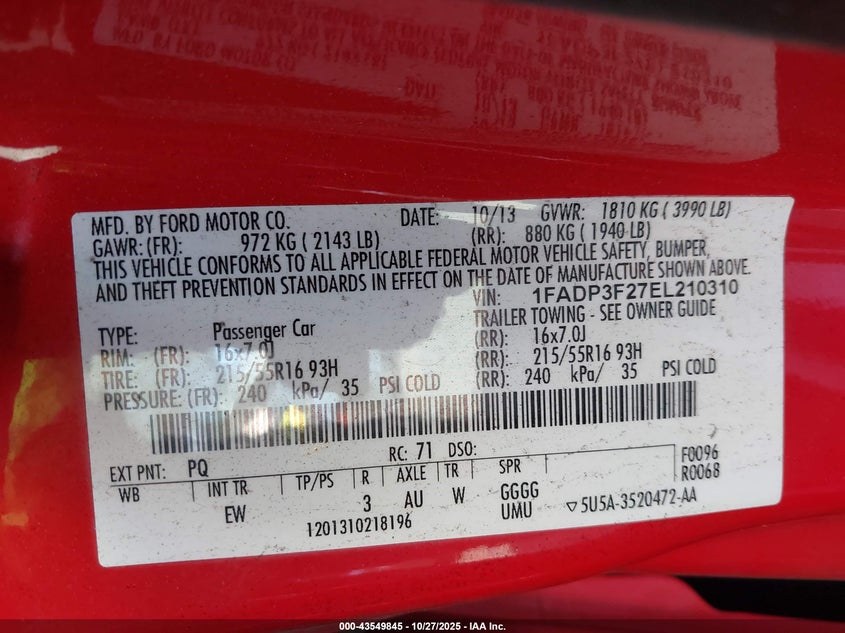 MFD. BY FORD MOTOR CO. DATE: 10/13 GVWR: 1810 KG ( 3990 LB)
GAWR: (FR): 972 KG ( 2143 LB) (RR): 880 KG ( 1940 LB)
THIS VEHICLE CONFORMS TO ALL APPLICABLE FEDERAL MOTOR VEHICLE SAFETY, BUMPER,
AND THEFT PREVENTION STANDARDS IN EFFECT ON THE DATE OF MANUFACTURE SHOWN ABOVE.
VIN: 1FADP3F27EL210310
TYPE: Passenger Car TRAILER TOWING - SEE OWNER GUIDE
RIM: (FR): 16x7.0J (RR): 16x7.0J
TIRE: (FR): 215/55R16 93H (RR): 215/55R16 93H
PRESSURE: (FR): 240 kPa/ 35 PSI COLD (RR): 240 kPa/ 35 PSI COLD
EXT PNT: PQ RC: 71 DSO: F0096
R0068
WB INT TR TP/PS R AXLE TR SPR
EW 3 AU W GGGG
UMU
1201310218196 ▽5U5A-3520472-AA
000-43549845 - 10/27/2025 - IAA Inc.